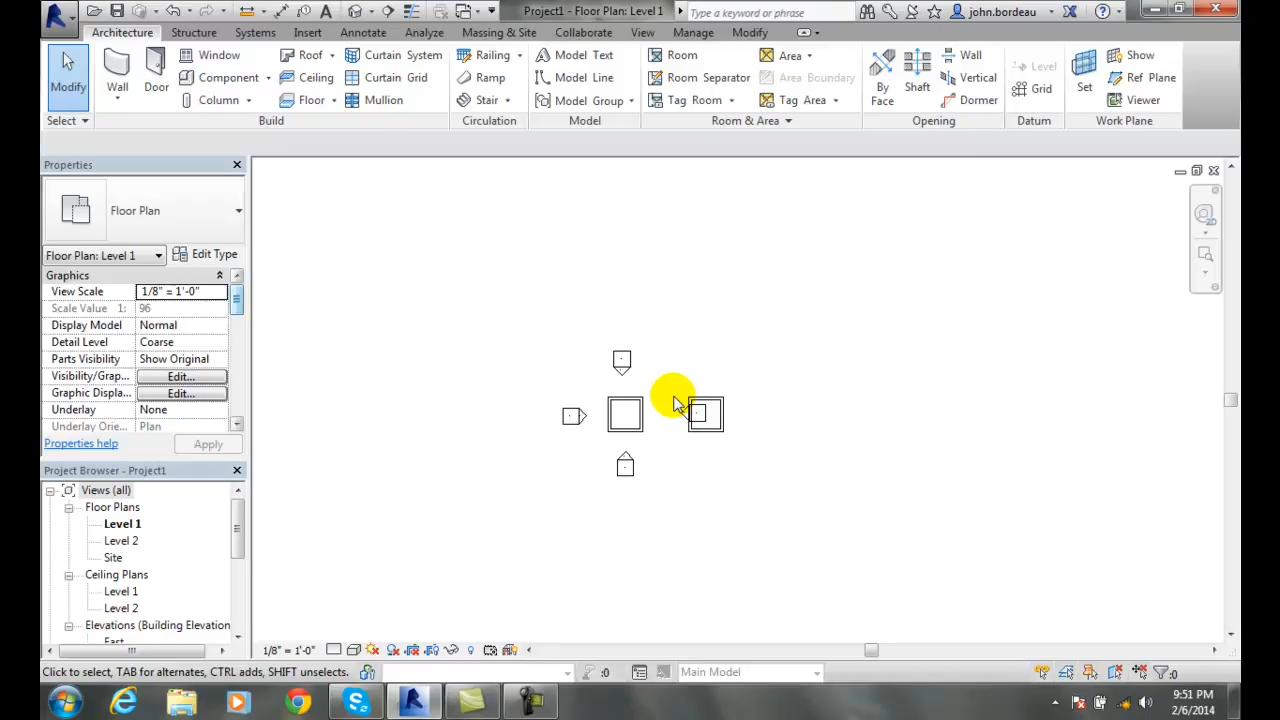 Project1 - Floor Plan: Level 1
Type a keyword or phrase
john.bordeau
Architecture Structure Systems Insert Annotate Analyze Massing & Site Collaborate View Manage Modify
Modify
Select
Wall
Door
Window
Component
Column
Roof
Ceiling
Floor
Curtain System
Curtain Grid
Mullion
Build
Railing
Ramp
Stair
Circulation
Model Text
Model Line
Model Group
Model
Room
Room Separator
Tag Room
Area
Area Boundary
Tag Area
Room & Area
By
Face
Shaft
Wall
Vertical
Dormer
Opening
Level
Grid
Datum
Set
Show
Ref Plane
Viewer
Work Plane
Properties
Floor Plan
Floor Plan: Level 1
Edit Type
Graphics
View Scale 1/8" = 1'-0"
Scale Value 1: 96
Display Model Normal
Detail Level Coarse
Parts Visibility Show Original
Visibility/Grap... Edit...
Graphic Displa... Edit...
Underlay None
Underlay Orie... Plan
Properties help
Apply
Project Browser - Project1
Views (all)
Floor Plans
Level 1
Level 2
Site
Ceiling Plans
Level 1
Level 2
Elevations (Building Elevation
East
1/8" = 1'-0"
2D
Click to select, TAB for alternates, CTRL adds, SHIFT unselects.
:0
Main Model
:0
9:51 PM
2/6/2014